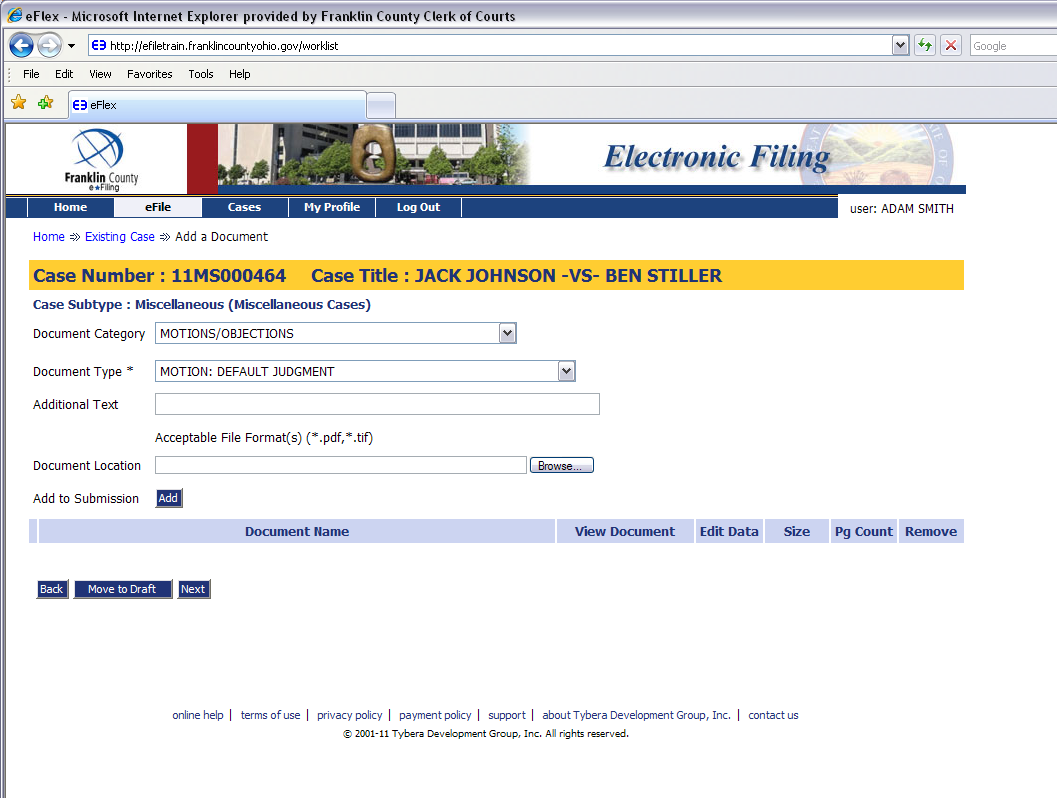 eFlex - Microsoft Internet Explorer provided by Franklin County Clerk of Courts
http://efiletrain.franklincountyohio.gov/worklist
Google
File Edit View Favorites Tools Help
eFlex
Franklin County
e★Filing
Electronic Filing
Home eFile Cases My Profile Log Out
user: ADAM SMITH
Home ⇒ Existing Case ⇒ Add a Document
Case Number : 11MS000464 Case Title : JACK JOHNSON -VS- BEN STILLER
Case Subtype : Miscellaneous (Miscellaneous Cases)
Document Category MOTIONS/OBJECTIONS
Document Type * MOTION: DEFAULT JUDGMENT
Additional Text
Acceptable File Format(s) (*.pdf,*.tif)
Document Location Browse...
Add to Submission Add
Document Name View Document Edit Data Size Pg Count Remove
Back Move to Draft Next
online help | terms of use | privacy policy | payment policy | support | about Tybera Development Group, Inc. | contact us
© 2001-11 Tybera Development Group, Inc. All rights reserved.